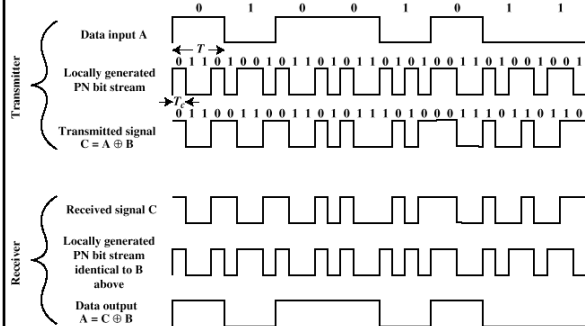 0 1 0 0 1 0 1 1
Data input A
T
0 1 1 0 1 0 0 1 0 1 1 0 1 0 1 1 0 1 0 1 0 0 1 1 0 1 0 0 1 0 0 1
Locally generated
PN bit stream
Tc
0 1 1 0 0 1 1 0 0 1 1 0 1 0 1 1 1 0 1 0 0 0 1 1 1 0 1 1 0 1 1 0
Transmitted signal
C = A ⊕ B
Transmitter
Received signal C
Locally generated
PN bit stream
identical to B
above
Data output
A = C ⊕ B
Receiver